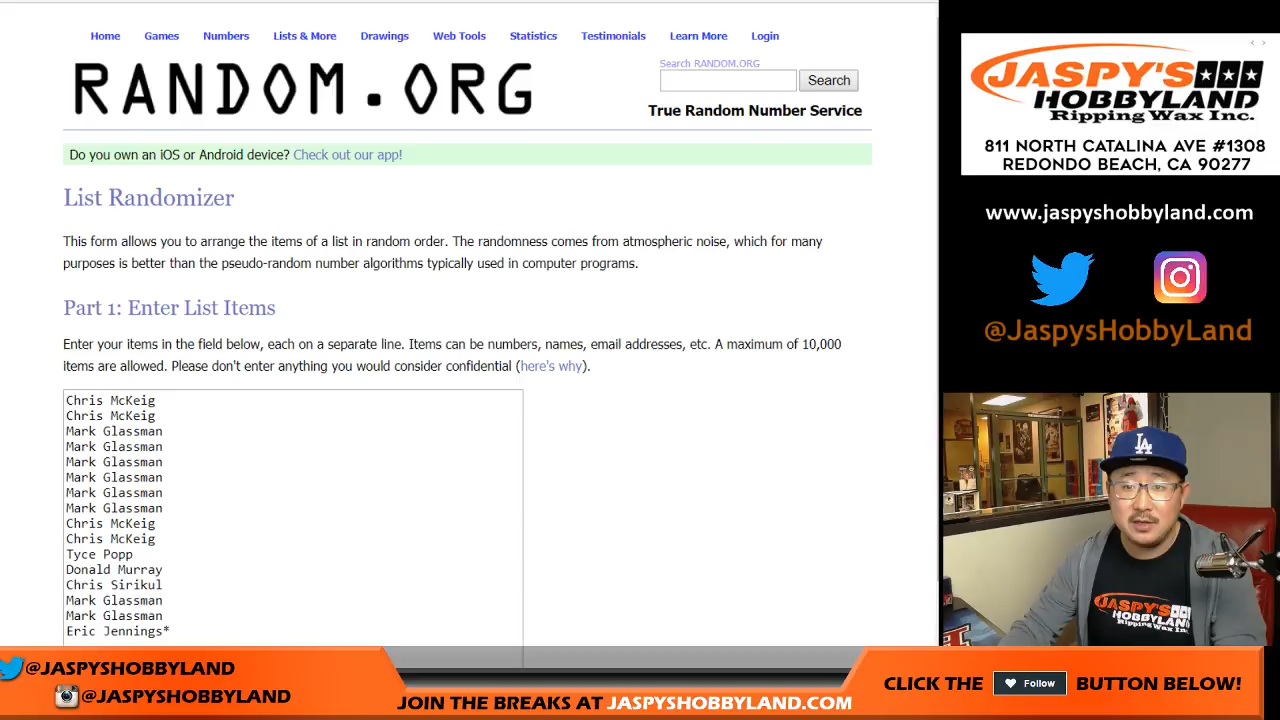 Home Games Numbers Lists & More Drawings Web Tools Statistics Testimonials Learn More Login
RANDOM.ORG
Search RANDOM.ORG
Search
True Random Number Service
Do you own an iOS or Android device? Check out our app!
List Randomizer
This form allows you to arrange the items of a list in random order. The randomness comes from atmospheric noise, which for many
purposes is better than the pseudo-random number algorithms typically used in computer programs.
Part 1: Enter List Items
Enter your items in the field below, each on a separate line. Items can be numbers, names, email addresses, etc. A maximum of 10,000
items are allowed. Please don't enter anything you would consider confidential (here's why).
Chris McKeig
Chris McKeig
Mark Glassman
Mark Glassman
Mark Glassman
Mark Glassman
Mark Glassman
Mark Glassman
Chris McKeig
Chris McKeig
Tyce Popp
Donald Murray
Chris Sirikul
Mark Glassman
Mark Glassman
Eric Jennings*
JASPY'S
HOBBYLAND
Ripping Wax Inc.
811 NORTH CATALINA AVE #1308
REDONDO BEACH, CA 90277
www.jaspyshobbyland.com
@JaspysHobbyLand
LA
JASPY'S
HOBBYLAND
Ripping Wax Inc.
@JASPYSHOBBYLAND
@JASPYSHOBBYLAND
JOIN THE BREAKS AT JASPYSHOBBYLAND.COM
CLICK THE Follow BUTTON BELOW!